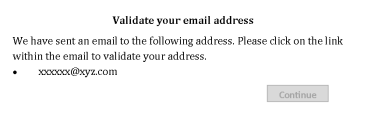 Validate your email address
We have sent an email to the following address. Please click on the link
within the email to validate your address.
• xxxxxx@xyz.com
Continue